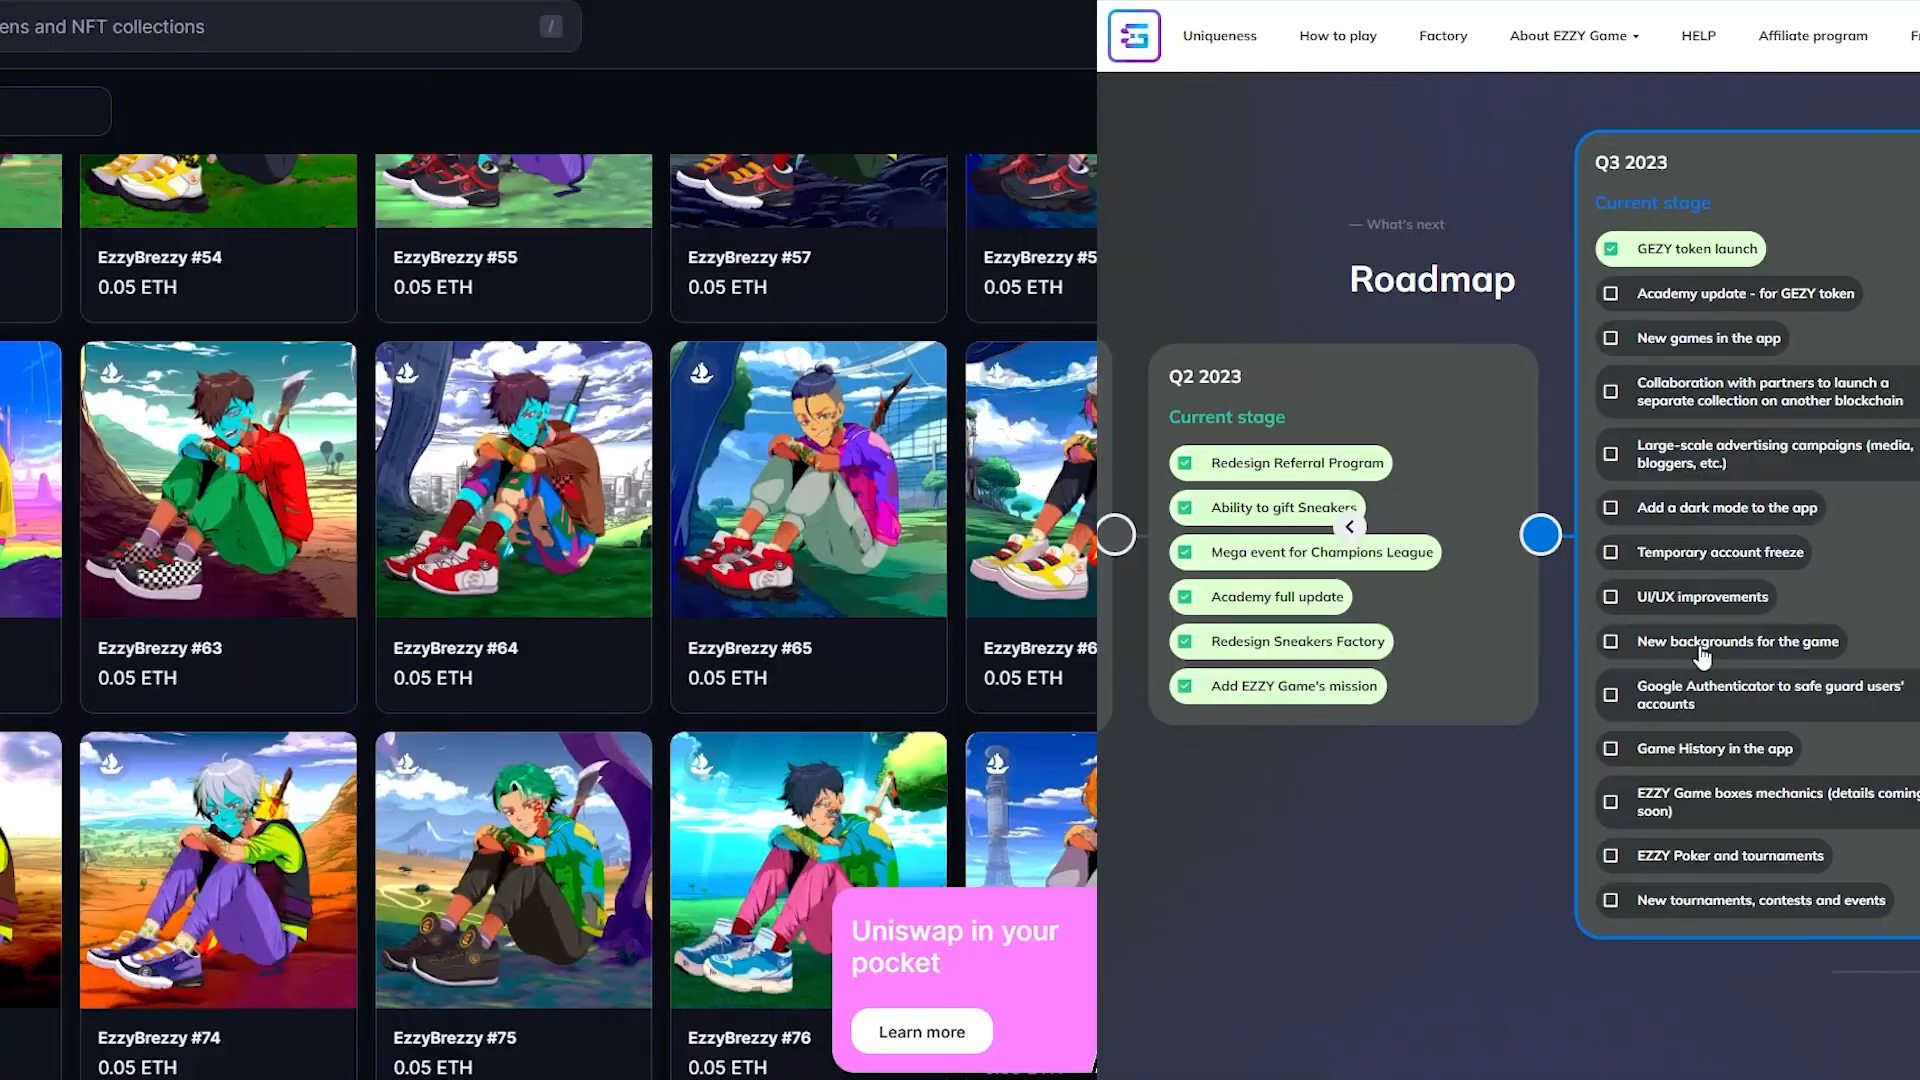 ens and NFT collections
/
EzzyBrezzy #54
0.05 ETH
EzzyBrezzy #55
0.05 ETH
EzzyBrezzy #57
0.05 ETH
EzzyBrezzy #5
0.05 ETH
EzzyBrezzy #63
0.05 ETH
EzzyBrezzy #64
0.05 ETH
EzzyBrezzy #65
0.05 ETH
EzzyBrezzy #6
0.05 ETH
EzzyBrezzy #74
0.05 ETH
EzzyBrezzy #75
0.05 ETH
EzzyBrezzy #76
0.05 ETH
Uniswap in your
pocket
Learn more
Uniqueness
How to play
Factory
About EZZY Game
HELP
Affiliate program
— What's next
Roadmap
Q2 2023
Current stage
Redesign Referral Program
Ability to gift Sneakers
Mega event for Champions League
Academy full update
Redesign Sneakers Factory
Add EZZY Game's mission
Q3 2023
Current stage
GEZY token launch
Academy update - for GEZY token
New games in the app
Collaboration with partners to launch a
separate collection on another blockchain
Large-scale advertising campaigns (media,
bloggers, etc.)
Add a dark mode to the app
Temporary account freeze
UI/UX improvements
New backgrounds for the game
Google Authenticator to safe guard users'
accounts
Game History in the app
EZZY Game boxes mechanics (details coming
soon)
EZZY Poker and tournaments
New tournaments, contests and events